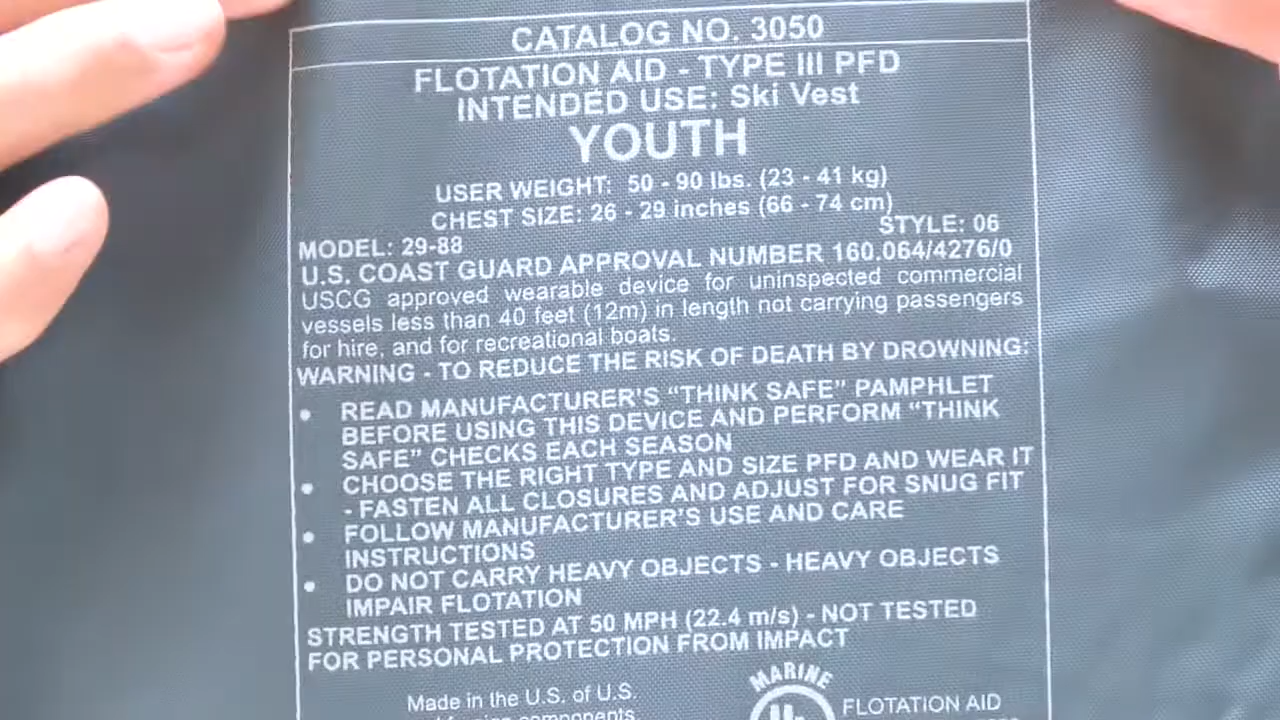 CATALOG NO. 3050
FLOTATION AID - TYPE III PFD
INTENDED USE: Ski Vest
YOUTH
USER WEIGHT: 50 - 90 lbs. (23 - 41 kg)
CHEST SIZE: 26 - 29 inches (66 - 74 cm)
STYLE: 06
MODEL: 29-88
U.S. COAST GUARD APPROVAL NUMBER 160.064/4276/0
USCG approved wearable device for uninspected commercial
vessels less than 40 feet (12m) in length not carrying passengers
for hire, and for recreational boats.
WARNING - TO REDUCE THE RISK OF DEATH BY DROWNING:
• READ MANUFACTURER'S “THINK SAFE” PAMPHLET
BEFORE USING THIS DEVICE AND PERFORM “THINK
SAFE” CHECKS EACH SEASON
• CHOOSE THE RIGHT TYPE AND SIZE PFD AND WEAR IT
- FASTEN ALL CLOSURES AND ADJUST FOR SNUG FIT
• FOLLOW MANUFACTURER'S USE AND CARE
INSTRUCTIONS
• DO NOT CARRY HEAVY OBJECTS - HEAVY OBJECTS
IMPAIR FLOTATION
STRENGTH TESTED AT 50 MPH (22.4 m/s) - NOT TESTED
FOR PERSONAL PROTECTION FROM IMPACT
Made in the U.S. of U.S.
components
MARINE
UL
FLOTATION AID